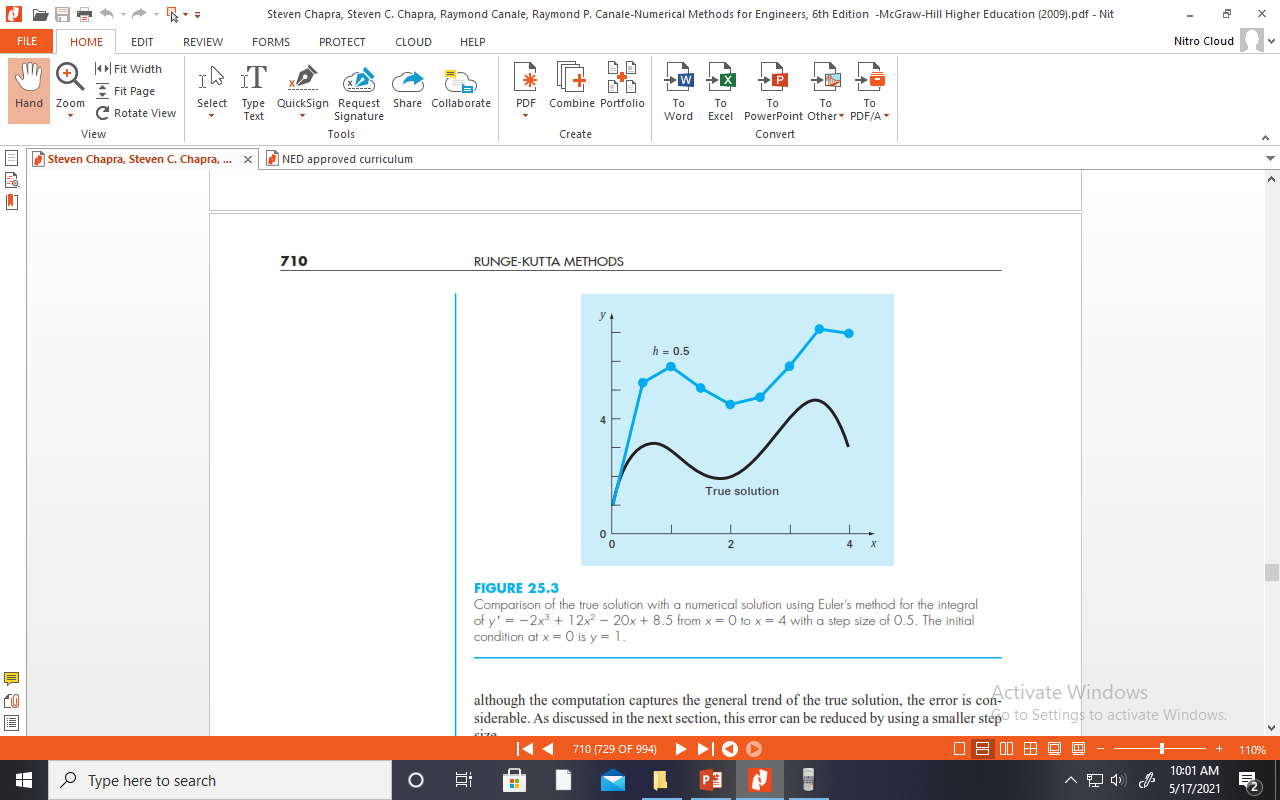 Steven Chapra, Steven C. Chapra, Raymond Canale, Raymond P. Canale-Numerical Methods for Engineers, 6th Edition -McGraw-Hill Higher Education (2009).pdf - Nit
FILE HOME EDIT REVIEW FORMS PROTECT CLOUD HELP Nitro Cloud
Hand Zoom Fit Width Fit Page Rotate View
Select Type Text QuickSign Request Signature Share Collaborate
PDF Combine Portfolio
To Word To Excel To PowerPoint To Other To PDF/A
View Tools Create Convert
Steven Chapra, Steven C. Chapra, ... NED approved curriculum
710 RUNGE-KUTTA METHODS
y
h = 0.5
4
True solution
0
0 2 4 x
FIGURE 25.3
Comparison of the true solution with a numerical solution using Euler's method for the integral
of y′ = −2x³ + 12x² − 20x + 8.5 from x = 0 to x = 4 with a step size of 0.5. The initial
condition at x = 0 is y = 1.
although the computation captures the general trend of the true solution, the error is con-
siderable. As discussed in the next section, this error can be reduced by using a smaller step
size.
Activate Windows
Go to Settings to activate Windows.
710 (729 OF 994) 110%
Type here to search
10:01 AM
5/17/2021
2